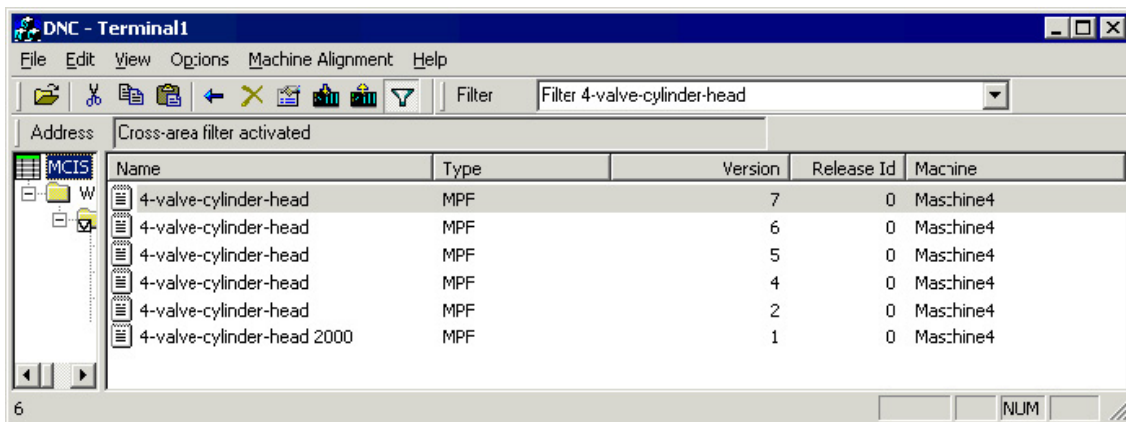 DNC - Terminal1
File Edit View Options Machine Alignment Help
Filter Filter 4-valve-cylinder-head
Address Cross-area filter activated
MCIS Name Type Version Release Id Machine
W 4-valve-cylinder-head MPF 7 0 Maschine4
4-valve-cylinder-head MPF 6 0 Maschine4
4-valve-cylinder-head MPF 5 0 Maschine4
4-valve-cylinder-head MPF 4 0 Maschine4
4-valve-cylinder-head MPF 2 0 Maschine4
4-valve-cylinder-head 2000 MPF 1 0 Maschine4
6 NUM